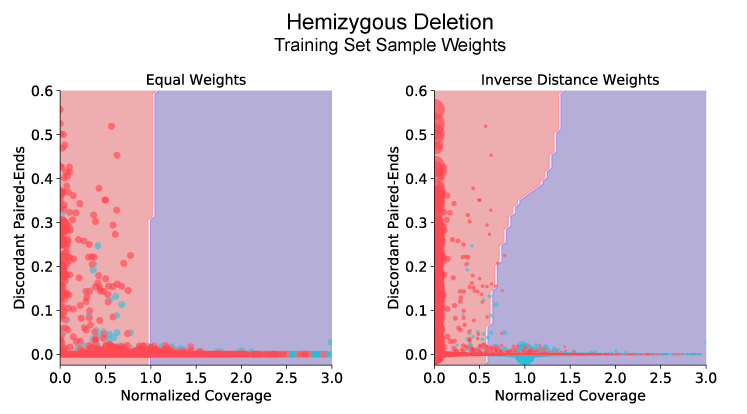 Hemizygous Deletion
Training Set Sample Weights
Equal Weights
Discordant Paired-Ends
0.6
0.5
0.4
0.3
0.2
0.1
0.0
0.0 0.5 1.0 1.5 2.0 2.5 3.0
Normalized Coverage
Inverse Distance Weights
Discordant Paired-Ends
0.6
0.5
0.4
0.3
0.2
0.1
0.0
0.0 0.5 1.0 1.5 2.0 2.5 3.0
Normalized Coverage